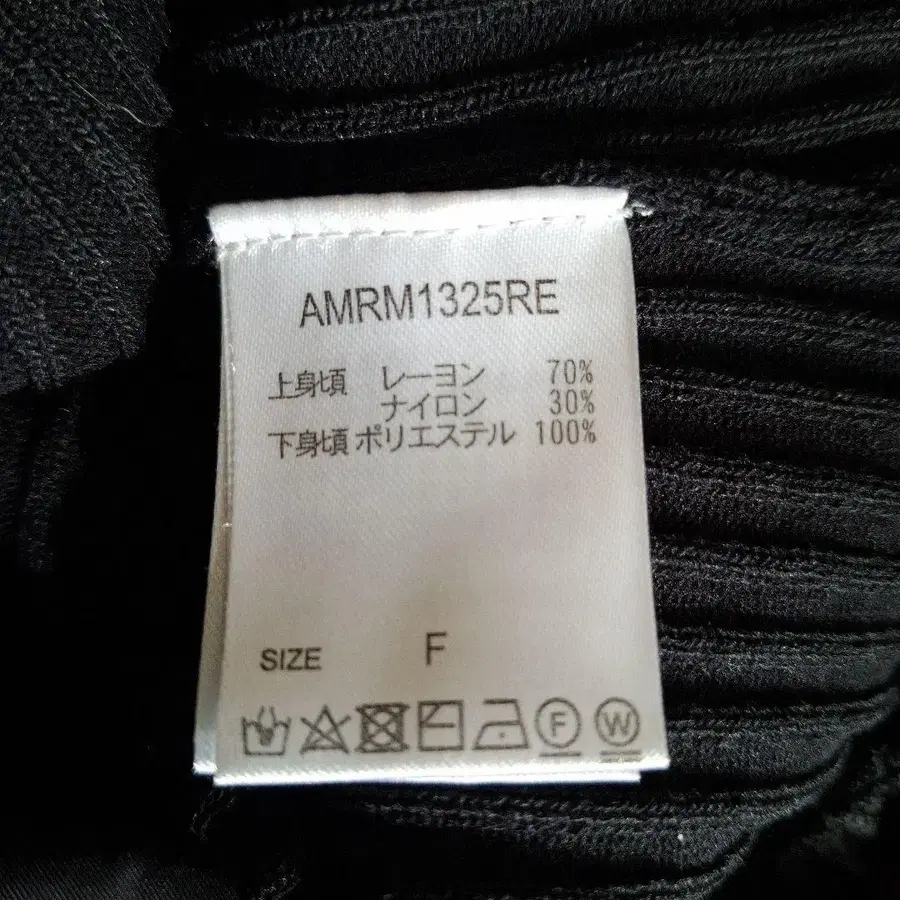 AMRM1325RE
上身頃 レーヨン 70%
ナイロン 30%
下身頃 ポリエステル 100%
SIZE F
F W